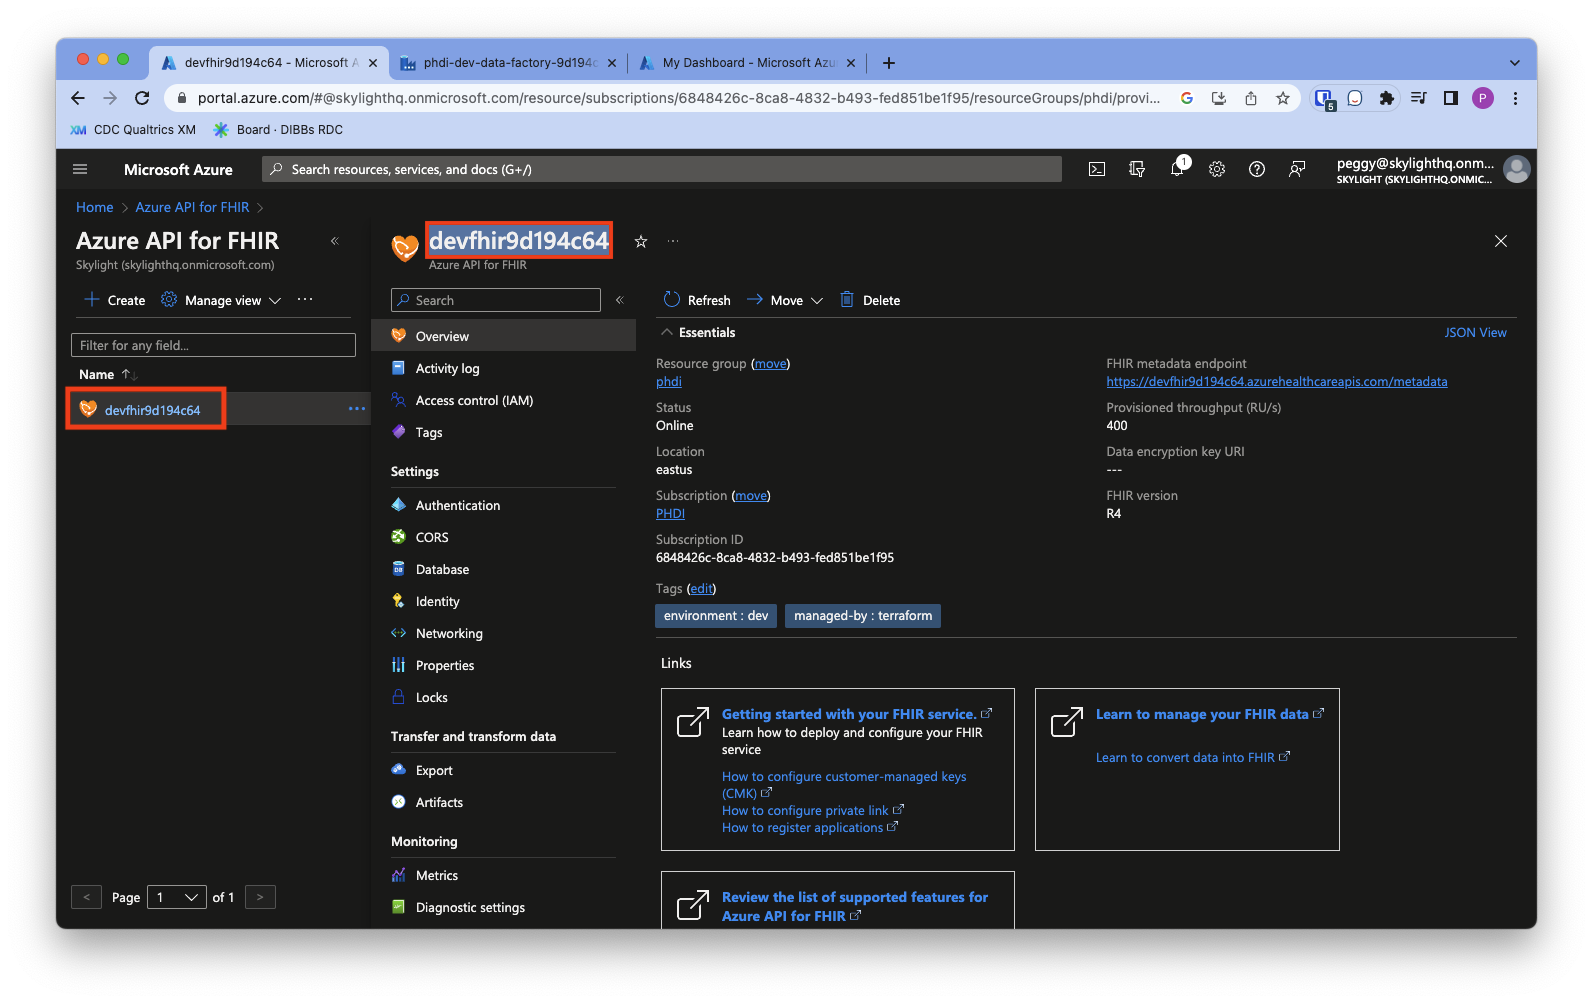 devfhir9d194c64 - Microsoft A
phdi-dev-data-factory-9d194c
My Dashboard - Microsoft Azu
portal.azure.com/#@skylighthq.onmicrosoft.com/resource/subscriptions/6848426c-8ca8-4832-b493-fed851be1f95/resourceGroups/phdi/provi...
5
P
XM CDC Qualtrics XM
Board · DIBBs RDC
Microsoft Azure
Search resources, services, and docs (G+/)
1
peggy@skylighthq.onm...
SKYLIGHT (SKYLIGHTHQ.ONMIC...
Home > Azure API for FHIR >
Azure API for FHIR
Skylight (skylighthq.onmicrosoft.com)
+ Create
Manage view
...
Filter for any field...
Name
devfhir9d194c64
...
< Page 1 of 1 >
devfhir9d194c64
...
Azure API for FHIR
Search
Overview
Activity log
Access control (IAM)
Tags
Settings
Authentication
CORS
Database
Identity
Networking
Properties
Locks
Transfer and transform data
Export
Artifacts
Monitoring
Metrics
Diagnostic settings
Refresh
Move
Delete
Essentials
JSON View
Resource group (move)
phdi
Status
Online
Location
eastus
Subscription (move)
PHDI
Subscription ID
6848426c-8ca8-4832-b493-fed851be1f95
FHIR metadata endpoint
https://devfhir9d194c64.azurehealthcareapis.com/metadata
Provisioned throughput (RU/s)
400
Data encryption key URI
---
FHIR version
R4
Tags (edit)
environment : dev
managed-by : terraform
Links
Getting started with your FHIR service.
Learn how to deploy and configure your FHIR
service
How to configure customer-managed keys
(CMK)
How to configure private link
How to register applications
Learn to manage your FHIR data
Learn to convert data into FHIR
Review the list of supported features for
Azure API for FHIR